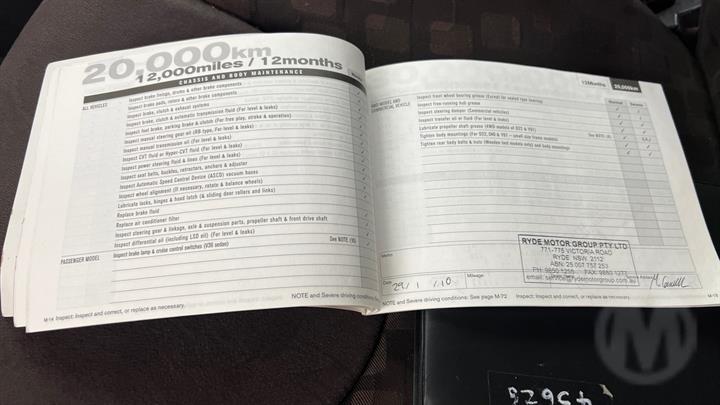 20,000km
12,000miles / 12months
CHASSIS AND BODY MAINTENANCE
ALL VEHICLES
Inspect brake linings, drums & other brake components
Inspect brake pads, rotors & other brake components
Inspect brake, clutch & exhaust systems
Inspect brake, clutch & automatic transmission fluid (For level & leaks)
Inspect foot brake, parking brake & clutch (For free play, stroke & operation)
Inspect manual steering gear oil (RB type, For level & leaks)
Inspect manual transmission oil (For level & leaks)
Inspect CVT fluid or Hyper-CVT fluid (For level & leaks)
Inspect power steering fluid & lines (For level & leaks)
Inspect seat belts, buckles, retractors, anchors & adjuster
Inspect Automatic Speed Control Device (ASCD) vacuum hoses
Inspect wheel alignment (If necessary, rotate & balance wheels)
Lubricate locks, hinges & hood latch (& sliding door rollers and links)
Replace brake fluid
Replace air conditioner filter
Inspect steering gear & linkage, axle & suspension parts, propeller shaft & front drive shaft
Inspect differential oil (including LSD oil) (For level & leaks) See NOTE (10)
PASSENGER MODEL
Inspect brake lamp & cruise control switches (V36 sedan)
NOTE and Severe driving conditions
M-14 Inspect: Inspect and correct, or replace as necessary.
12Months 20,000km
Normal Severe
4WD MODEL AND COMMERCIAL VEHICLE
Inspect front wheel bearing grease (Except for sealed type bearing)
Inspect free-running hub grease
Inspect steering damper (Commercial vehicles)
Inspect transfer oil or fluid (For level & leaks)
Lubricate propeller shaft grease (4WD models of D22 & Y61)
Tighten body mountings (For D22, D40 & Y61 - small size frame models)
Tighten rear body bolts & nuts (Wooden bed models only) and body mountings
Memo:
RYDE MOTOR GROUP PTY LTD
771-775 VICTORIA ROAD
RYDE NSW 2112
ABN: 25 007 757 253
Date 29/1/10
Mileage:
NOTE and Severe driving conditions: See page M-72 Inspect: Inspect and correct, or replace as necessary.
M